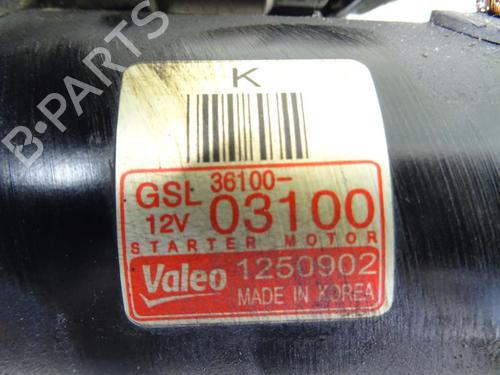 B-PARTS
K
GSL 36100-
12V 03100
STARTER MOTOR
Valeo 1250902
MADE IN KOREA